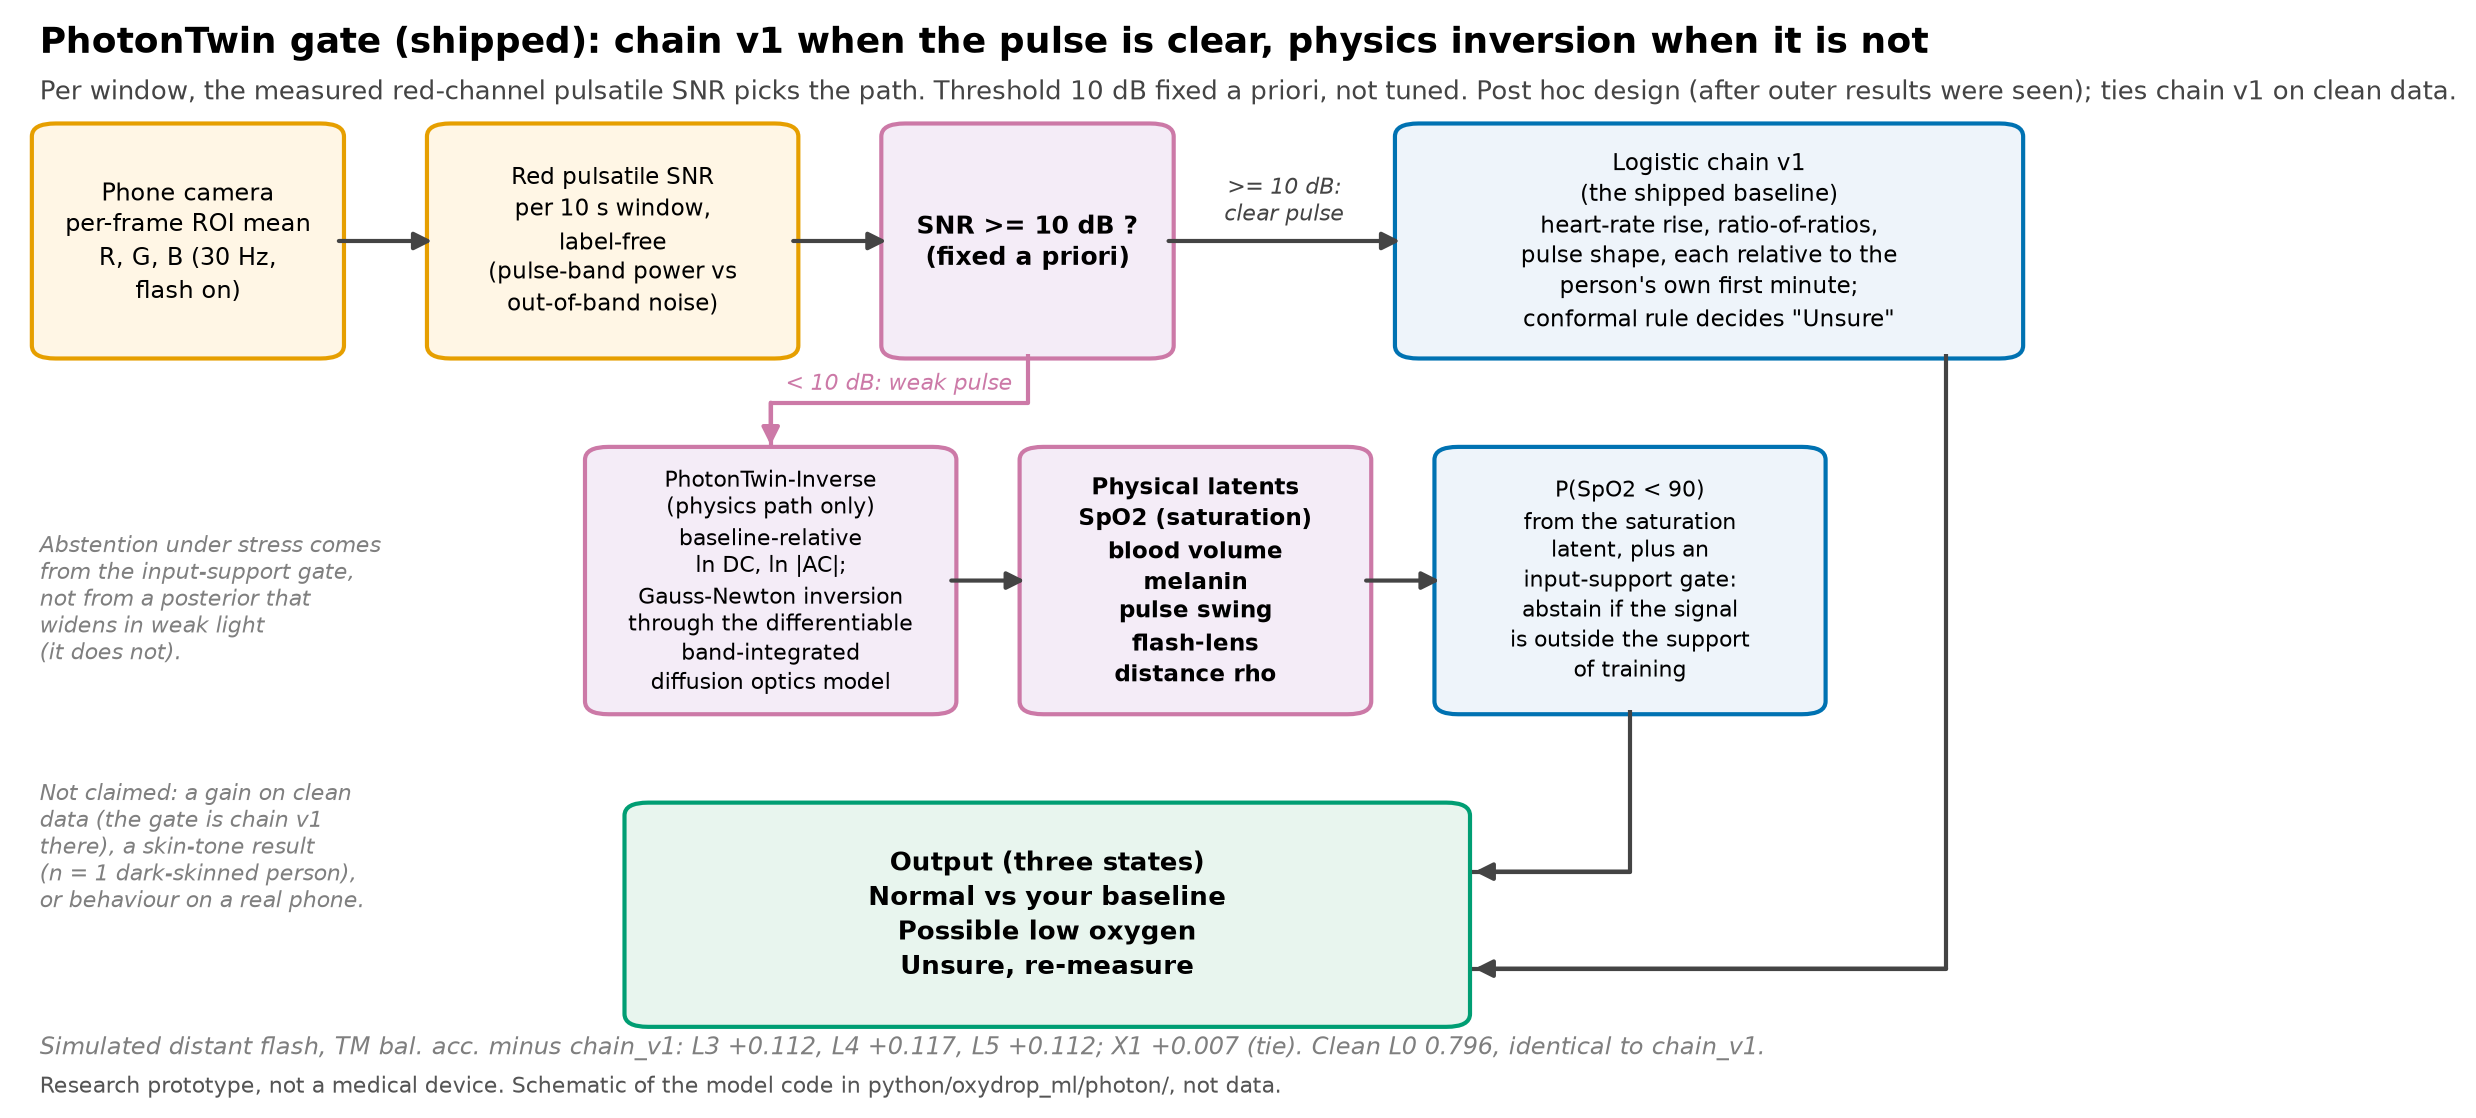 PhotonTwin gate (shipped): chain v1 when the pulse is clear, physics inversion when it is not
Per window, the measured red-channel pulsatile SNR picks the path. Threshold 10 dB fixed a priori, not tuned. Post hoc design (after outer results were seen); ties chain v1 on clean data.
Phone camera
per-frame ROI mean
R, G, B (30 Hz,
flash on)
Red pulsatile SNR
per 10 s window,
label-free
(pulse-band power vs
out-of-band noise)
SNR >= 10 dB ?
(fixed a priori)
>= 10 dB:
clear pulse
Logistic chain v1
(the shipped baseline)
heart-rate rise, ratio-of-ratios,
pulse shape, each relative to the
person's own first minute;
conformal rule decides "Unsure"
< 10 dB: weak pulse
PhotonTwin-Inverse
(physics path only)
baseline-relative
ln DC, ln |AC|;
Gauss-Newton inversion
through the differentiable
band-integrated
diffusion optics model
Physical latents
SpO2 (saturation)
blood volume
melanin
pulse swing
flash-lens
distance rho
P(SpO2 < 90)
from the saturation
latent, plus an
input-support gate:
abstain if the signal
is outside the support
of training
Abstention under stress comes
from the input-support gate,
not from a posterior that
widens in weak light
(it does not).
Not claimed: a gain on clean
data (the gate is chain v1
there), a skin-tone result
(n = 1 dark-skinned person),
or behaviour on a real phone.
Output (three states)
Normal vs your baseline
Possible low oxygen
Unsure, re-measure
Simulated distant flash, TM bal. acc. minus chain_v1: L3 +0.112, L4 +0.117, L5 +0.112; X1 +0.007 (tie). Clean L0 0.796, identical to chain_v1.
Research prototype, not a medical device. Schematic of the model code in python/oxydrop_ml/photon/, not data.